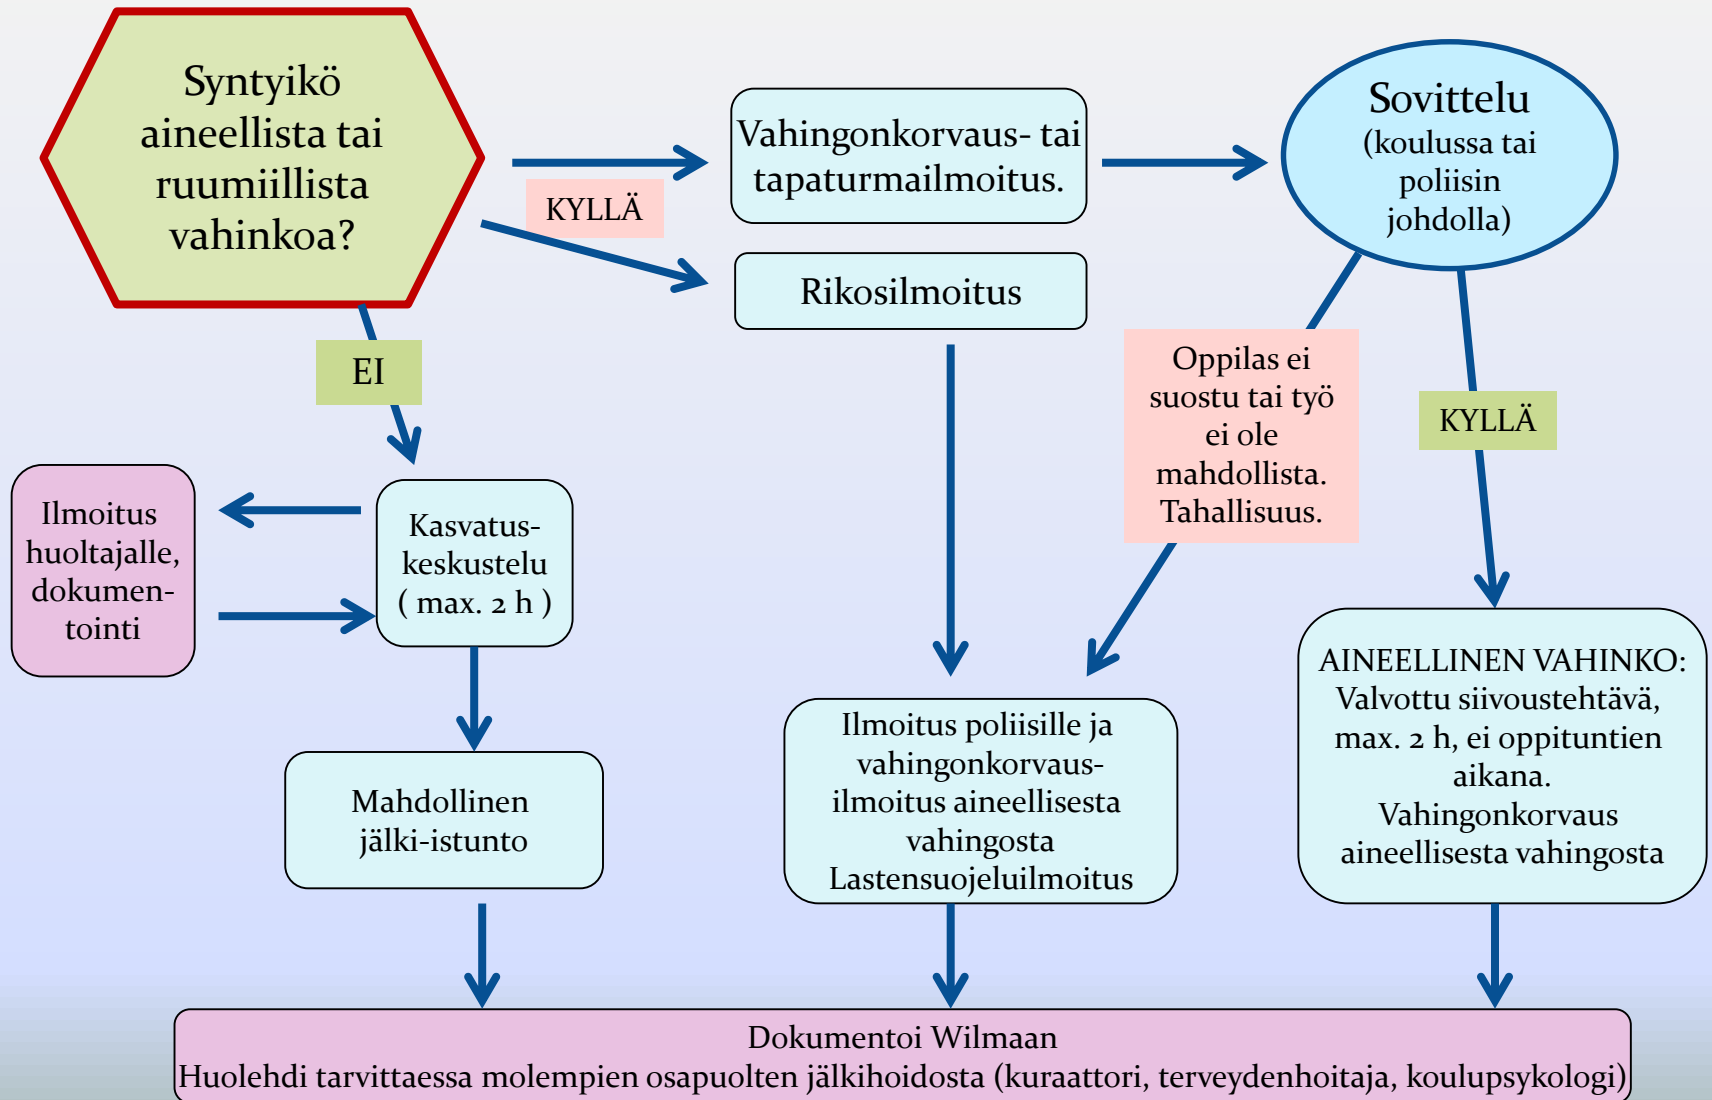 Syntyikö
aineellista tai
ruumiillista
vahinkoa?
KYLLÄ
Vahingonkorvaus- tai
tapaturmailmoitus.
Rikosilmoitus
Sovittelu
(koulussa tai
poliisin
johdolla)
EI
Oppilas ei
suostu tai työ
ei ole
mahdollista.
Tahallisuus.
KYLLÄ
Ilmoitus
huoltajalle,
dokumen-
tointi
Kasvatus-
keskustelu
( max. 2 h )
Mahdollinen
jälki-istunto
Ilmoitus poliisille ja
vahingonkorvaus-
ilmoitus aineellisesta
vahingosta
Lastensuojeluilmoitus
AINEELLINEN VAHINKO:
Valvottu siivoustehtävä,
max. 2 h, ei oppituntien
aikana.
Vahingonkorvaus
aineellisesta vahingosta
Dokumentoi Wilmaan
Huolehdi tarvittaessa molempien osapuolten jälkihoidosta (kuraattori, terveydenhoitaja, koulupsykologi)